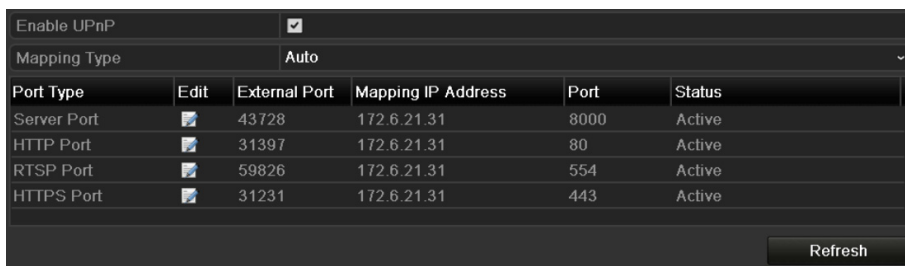 Enable UPnP
Mapping Type Auto
Port Type Edit External Port Mapping IP Address Port Status
Server Port 43728 172.6.21.31 8000 Active
HTTP Port 31397 172.6.21.31 80 Active
RTSP Port 59826 172.6.21.31 554 Active
HTTPS Port 31231 172.6.21.31 443 Active
Refresh